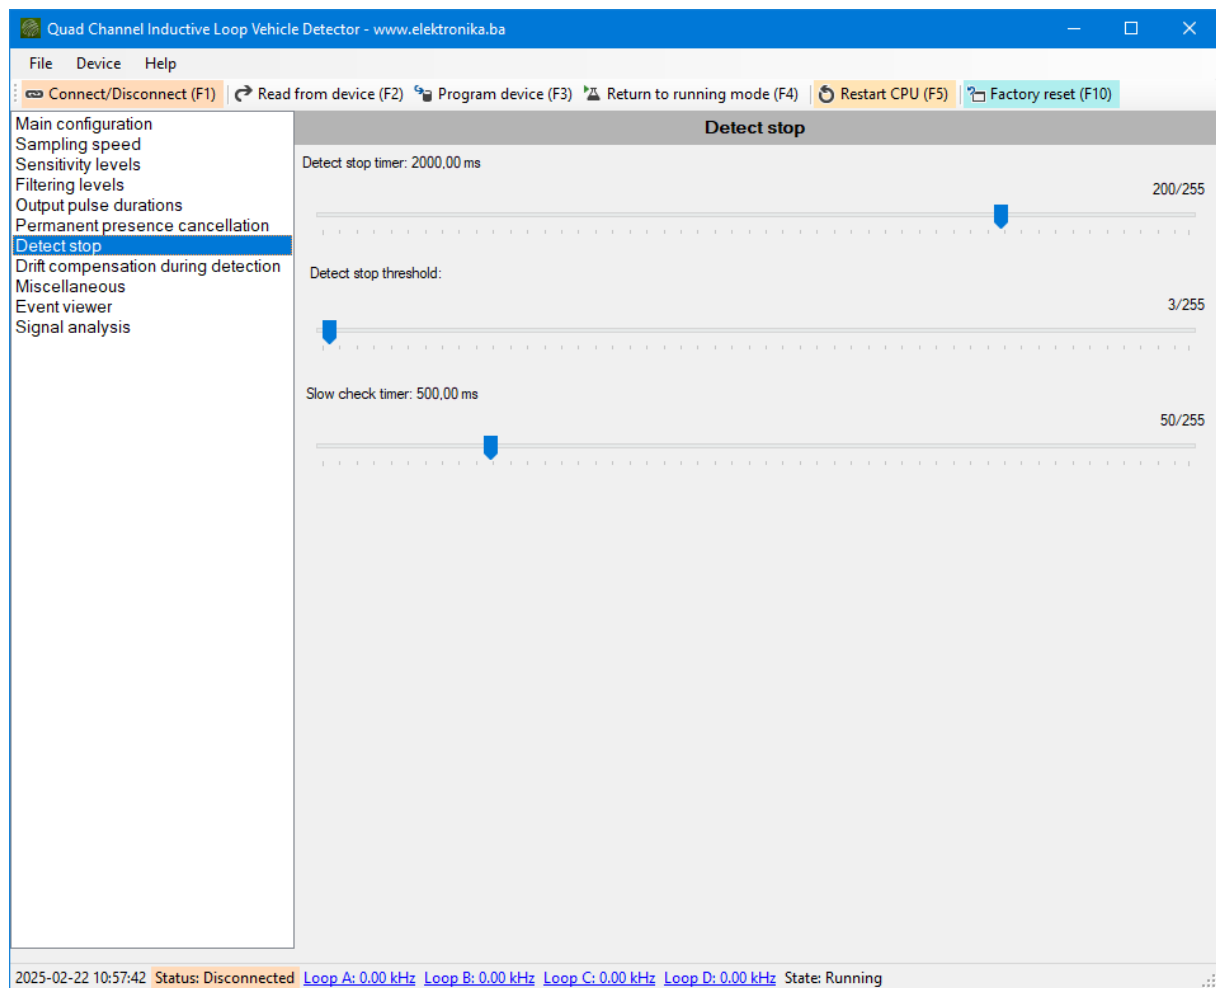 Quad Channel Inductive Loop Vehicle Detector - www.elektronika.ba
File Device Help
Connect/Disconnect (F1) Read from device (F2) Program device (F3) Return to running mode (F4) Restart CPU (F5) Factory reset (F10)
Main configuration
Sampling speed
Sensitivity levels
Filtering levels
Output pulse durations
Permanent presence cancellation
Detect stop
Drift compensation during detection
Miscellaneous
Event viewer
Signal analysis
Detect stop
Detect stop timer: 2000,00 ms
200/255
Detect stop threshold:
3/255
Slow check timer: 500,00 ms
50/255
2025-02-22 10:57:42 Status: Disconnected Loop A: 0.00 kHz Loop B: 0.00 kHz Loop C: 0.00 kHz Loop D: 0.00 kHz State: Running